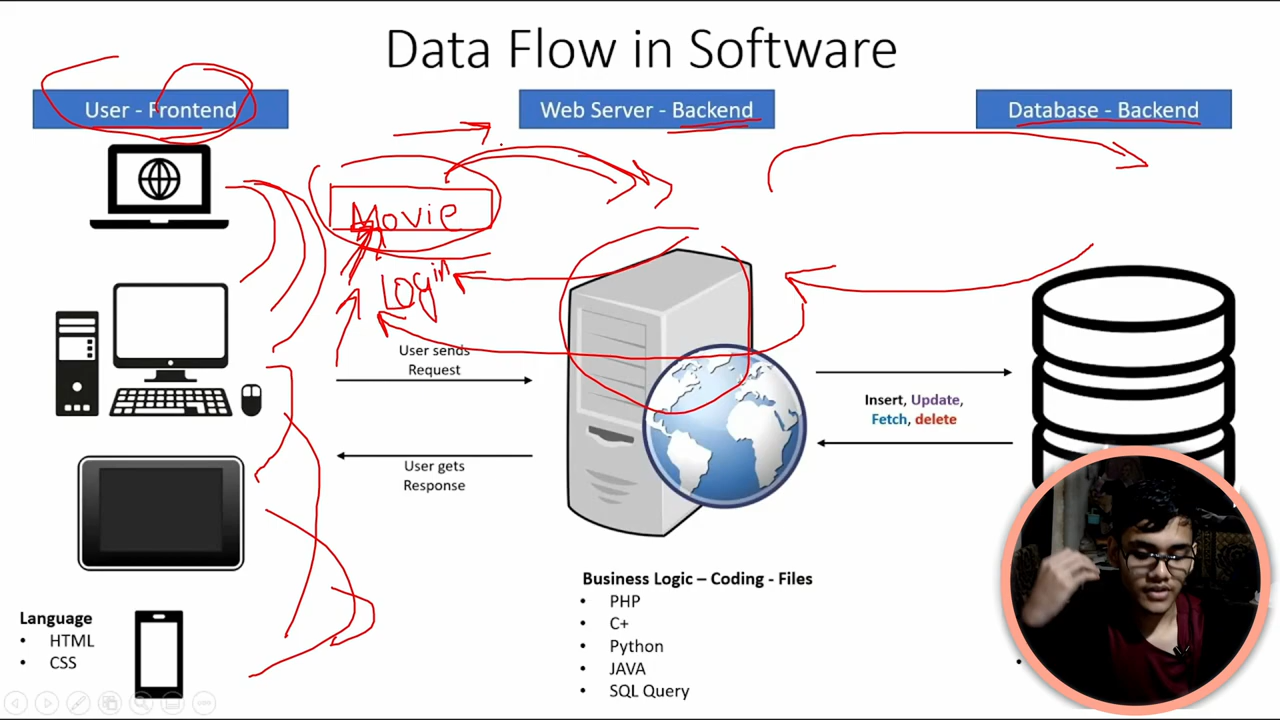 Data Flow in Software
User - Frontend
Web Server - Backend
Database - Backend
Movie
Login
User sends
Request
Insert, Update,
Fetch, delete
User gets
Response
Business Logic – Coding - Files
• PHP
• C+
• Python
• JAVA
• SQL Query
Language
• HTML
• CSS